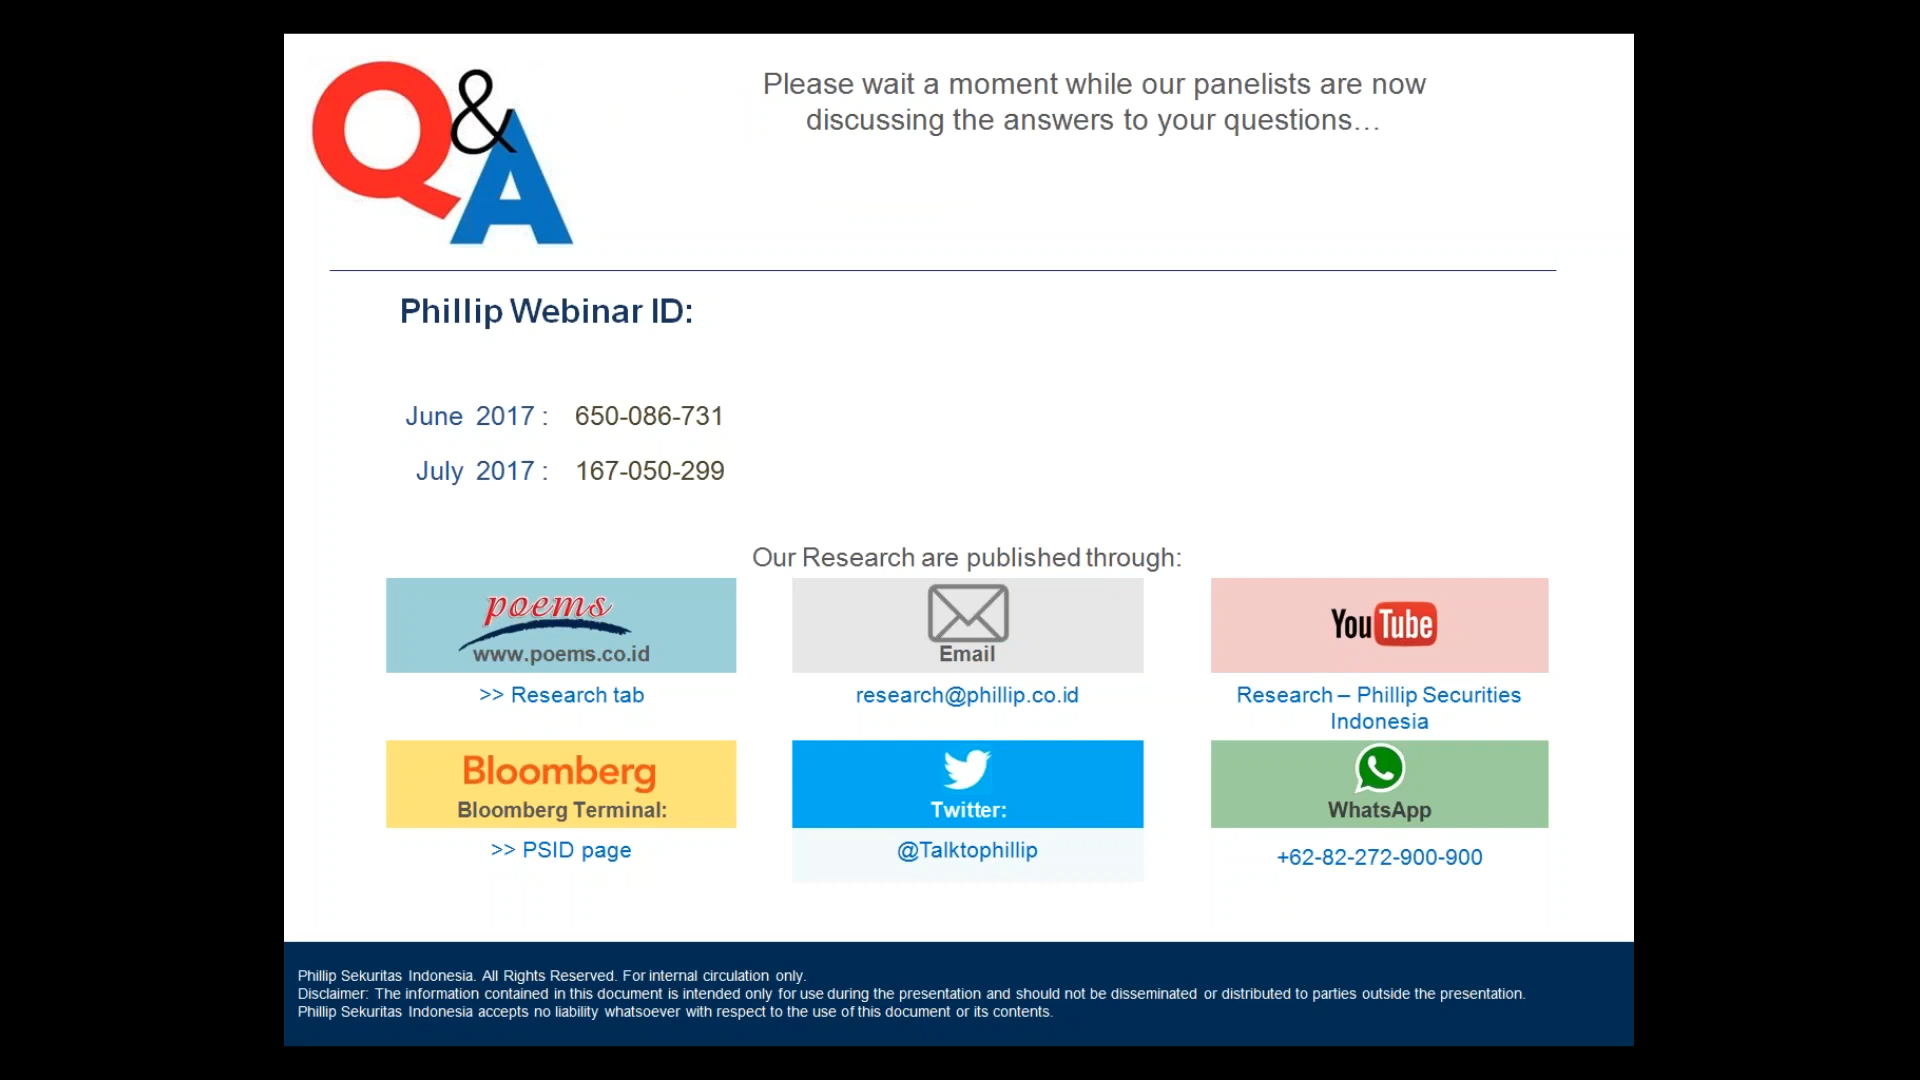 Q&A
Please wait a moment while our panelists are now
discussing the answers to your questions…
Phillip Webinar ID:
June 2017 : 650-086-731
July 2017 : 167-050-299
Our Research are published through:
poems
www.poems.co.id
>> Research tab
Email
research@phillip.co.id
YouTube
Research – Phillip Securities
Indonesia
Bloomberg
Bloomberg Terminal:
>> PSID page
Twitter:
@Talktophillip
WhatsApp
+62-82-272-900-900
Phillip Sekuritas Indonesia. All Rights Reserved. For internal circulation only.
Disclaimer: The information contained in this document is intended only for use during the presentation and should not be disseminated or distributed to parties outside the presentation.
Phillip Sekuritas Indonesia accepts no liability whatsoever with respect to the use of this document or its contents.